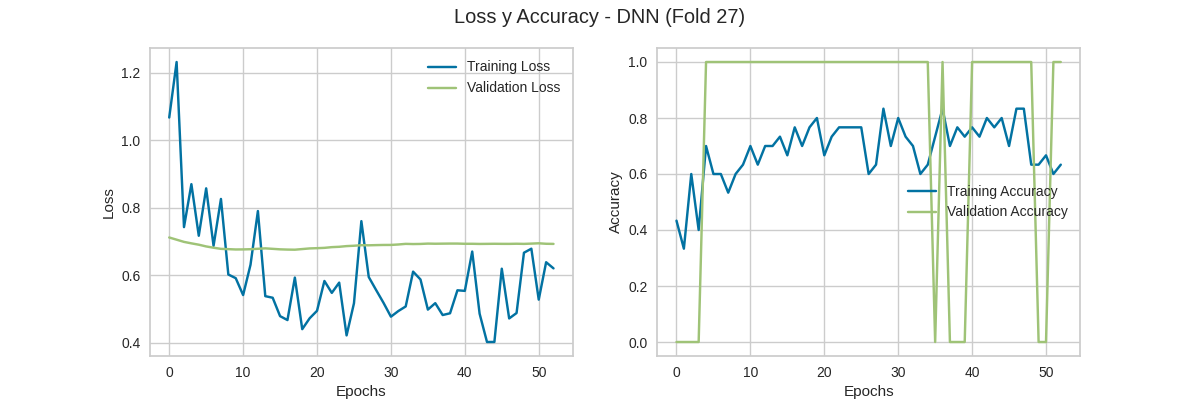 Loss y Accuracy - DNN (Fold 27)
Training Loss
Validation Loss
1.2
1.0
0.8
0.6
0.4
Loss
0
10
20
30
40
50
Epochs
1.0
0.8
0.6
0.4
0.2
0.0
Accuracy
Training Accuracy
Validation Accuracy
0
10
20
30
40
50
Epochs